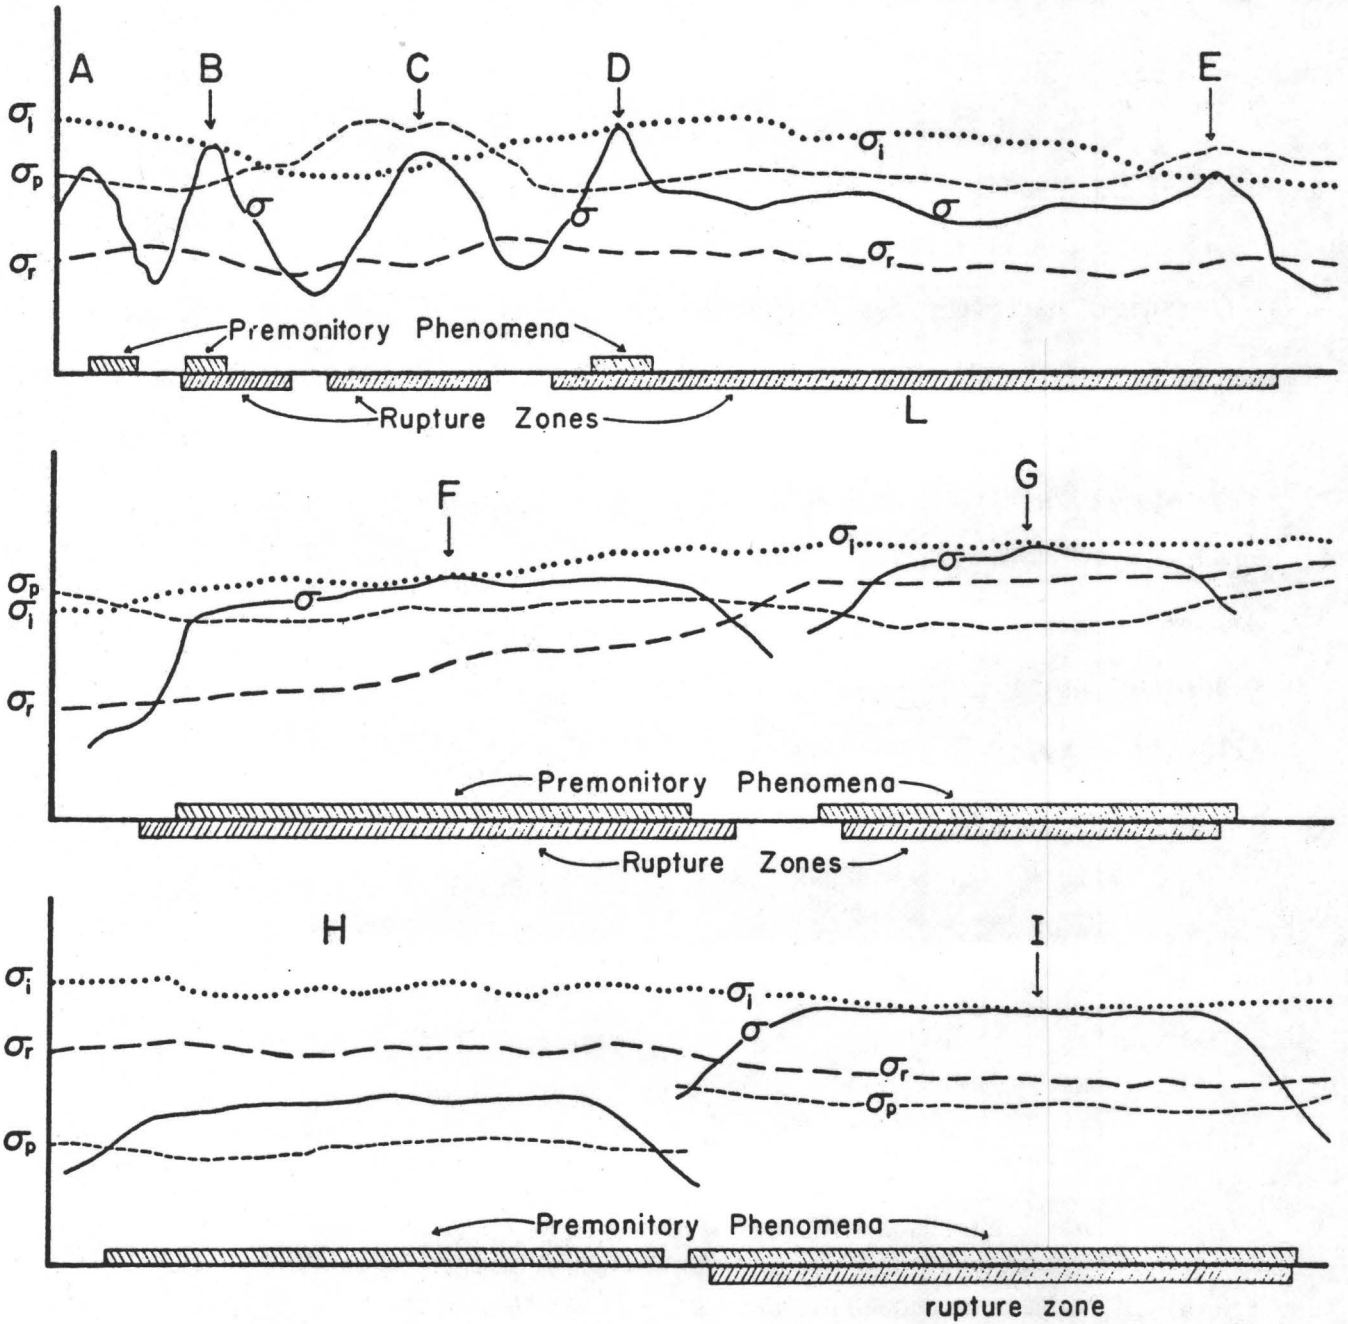 A B C D E
σi
σi
σp
σ σ σ
σr
σr
Premonitory Phenomena
Rupture Zones
L
F G
σi
σp
σ
σi
σ
σr
Premonitory Phenomena
Rupture Zones
H I
σi
σi
σ
σr
σr
σp
σp
Premonitory Phenomena
rupture zone